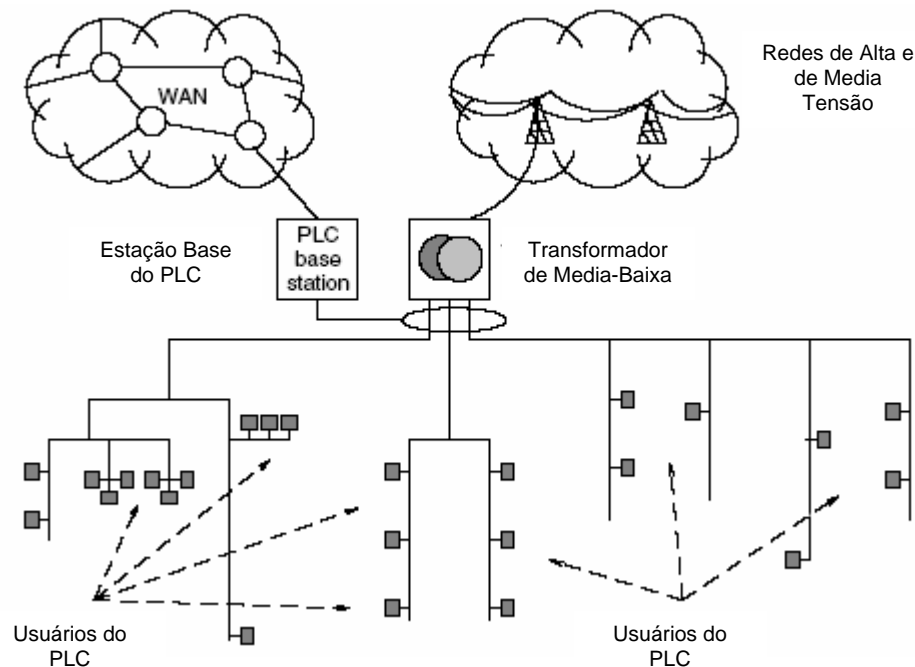 WAN
Redes de Alta e
de Media
Tensão
Estação Base
do PLC
PLC
base
station
Transformador
de Media-Baixa
Usuários do
PLC
Usuários do
PLC